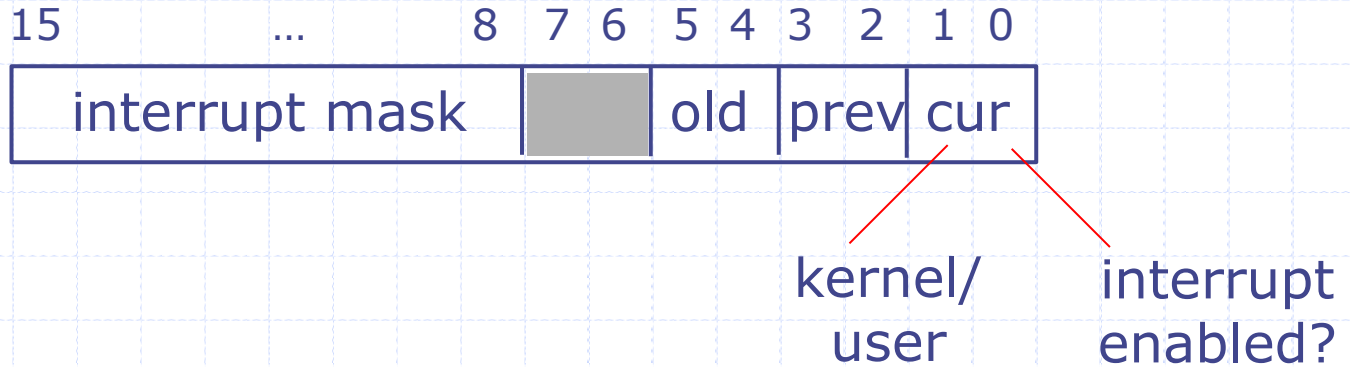 15 … 8 7 6 5 4 3 2 1 0
interrupt mask old prev cur
kernel/ interrupt
user enabled?